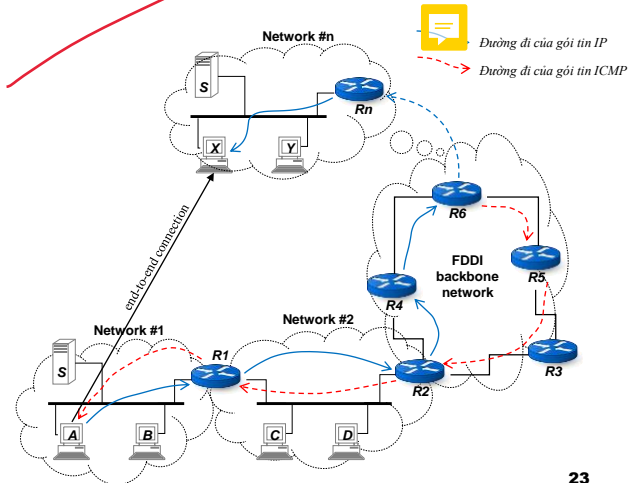 Network #n
Đường đi của gói tin IP
Đường đi của gói tin ICMP
S
Rn
X
Y
R6
end-to-end connection
FDDI
backbone
network
R5
R4
Network #1
Network #2
R1
R3
S
R2
A
B
C
D
23